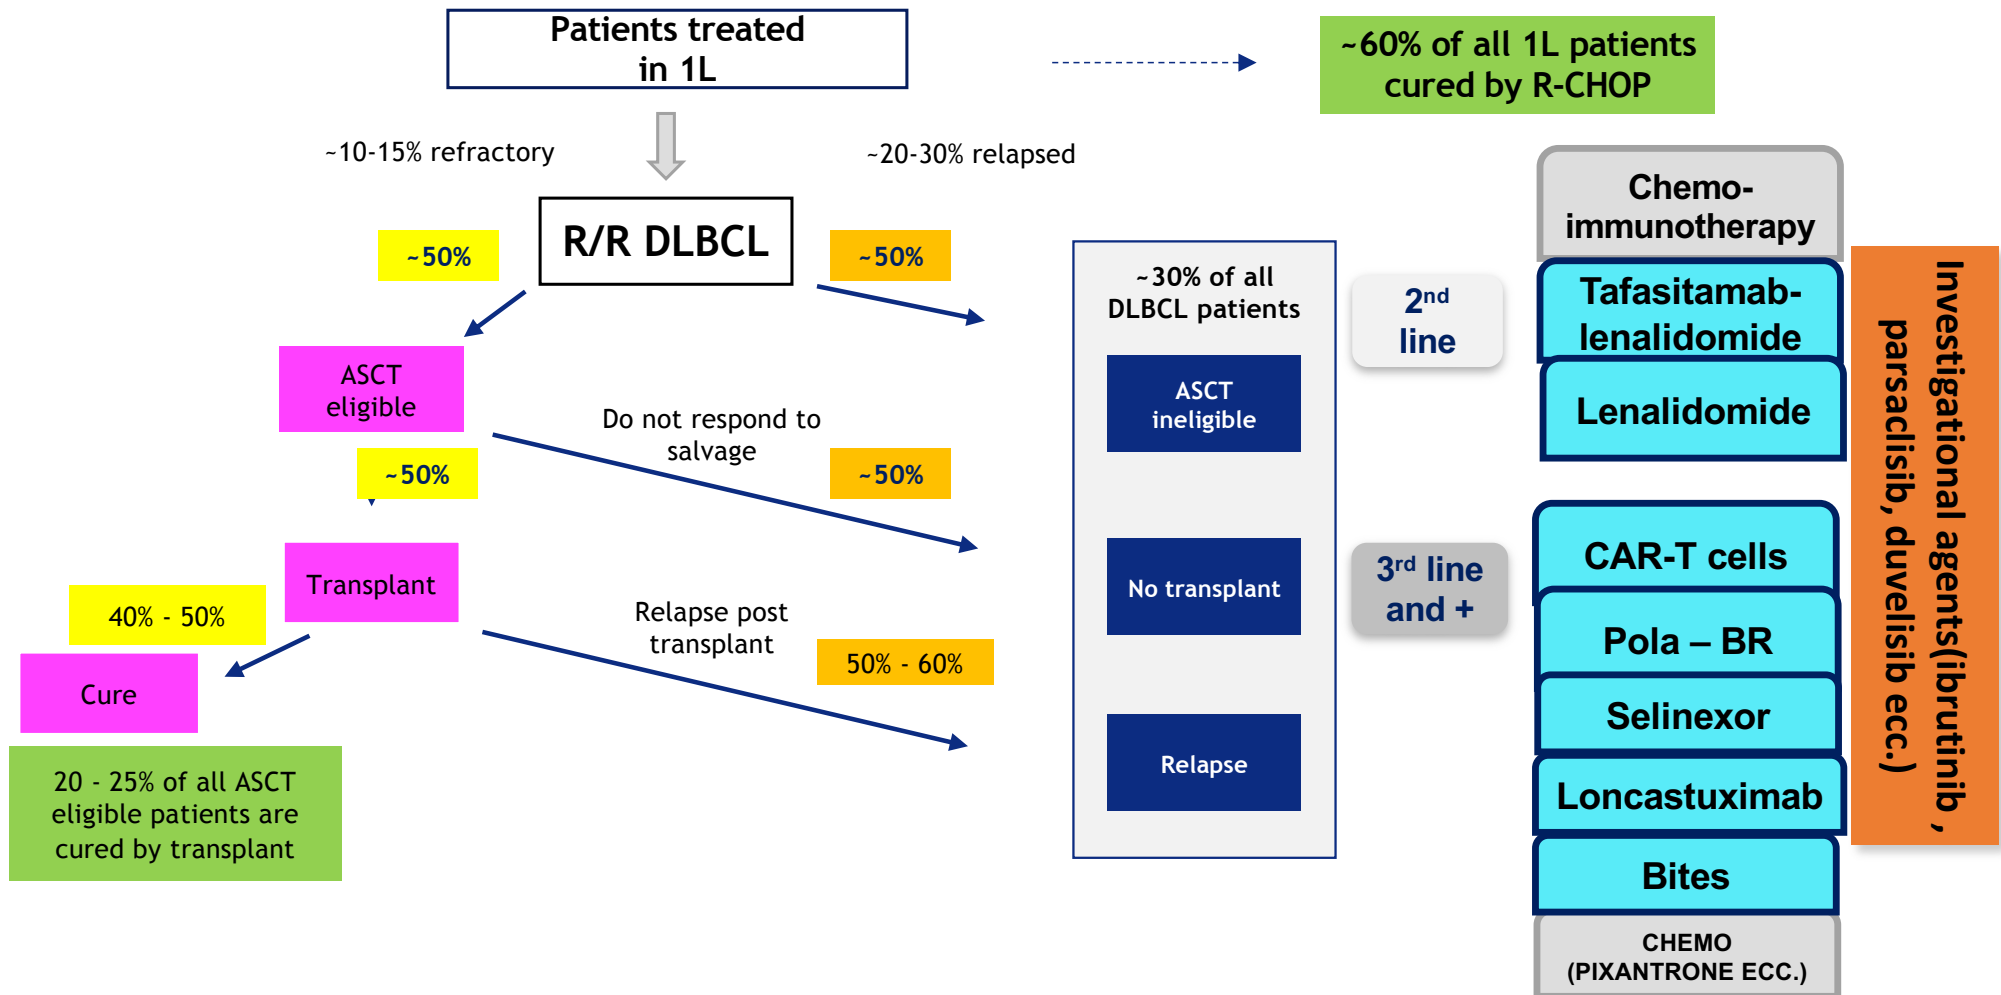 Patients treated
in 1L
~60% of all 1L patients
cured by R-CHOP
~10-15% refractory
~20-30% relapsed
R/R DLBCL
~50%
~50%
ASCT
eligible
Do not respond to
salvage
~50%
~50%
Transplant
40% - 50%
Relapse post
transplant
50% - 60%
Cure
20 - 25% of all ASCT
eligible patients are
cured by transplant
~30% of all
DLBCL patients
ASCT
ineligible
No transplant
Relapse
2nd
line
3rd line
and +
Chemo-
immunotherapy
Tafasitamab-
lenalidomide
Lenalidomide
CAR-T cells
Pola – BR
Selinexor
Loncastuximab
Bites
CHEMO
(PIXANTRONE ECC.)
Investigational agents(ibrutinib ,
parsaclisib, duvelisib ecc.)